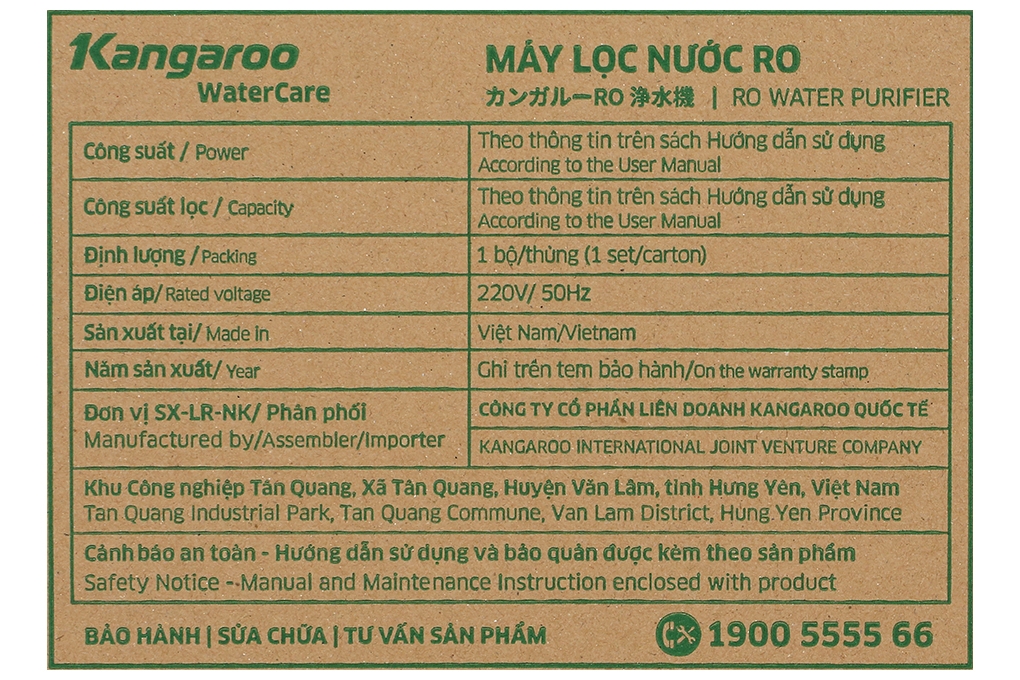 Kangaroo
WaterCare
MÁY LỌC NƯỚC RO
カンガルーRO 浄水機 | RO WATER PURIFIER
Công suất / Power
Theo thông tin trên sách Hướng dẫn sử dụng
According to the User Manual
Công suất lọc / Capacity
Theo thông tin trên sách Hướng dẫn sử dụng
According to the User Manual
Định lượng / Packing
1 bộ/thùng (1 set/carton)
Điện áp/ Rated voltage
220V/ 50Hz
Sản xuất tại/ Made in
Việt Nam/Vietnam
Năm sản xuất/ Year
Ghi trên tem bảo hành/On the warranty stamp
Đơn vị SX-LR-NK/ Phân phối
Manufactured by/Assembler/Importer
CÔNG TY CỔ PHẦN LIÊN DOANH KANGAROO QUỐC TẾ
KANGAROO INTERNATIONAL JOINT VENTURE COMPANY
Khu Công nghiệp Tân Quang, Xã Tân Quang, Huyện Văn Lâm, tỉnh Hưng Yên, Việt Nam
Tan Quang Industrial Park, Tan Quang Commune, Van Lam District, Hung Yen Province
Cảnh báo an toàn - Hướng dẫn sử dụng và bảo quản được kèm theo sản phẩm
Safety Notice - Manual and Maintenance Instruction enclosed with product
BẢO HÀNH | SỬA CHỮA | TƯ VẤN SẢN PHẨM
1900 5555 66